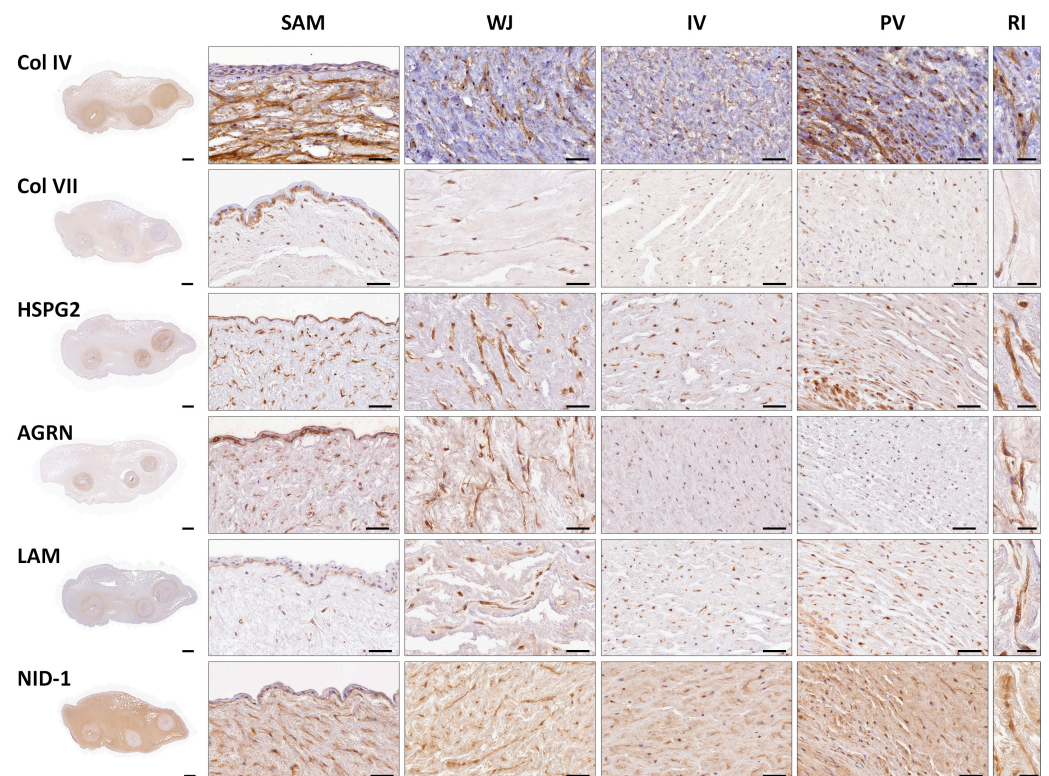 SAM WJ IV PV RI
Col IV
Col VII
HSPG2
AGRN
LAM
NID-1